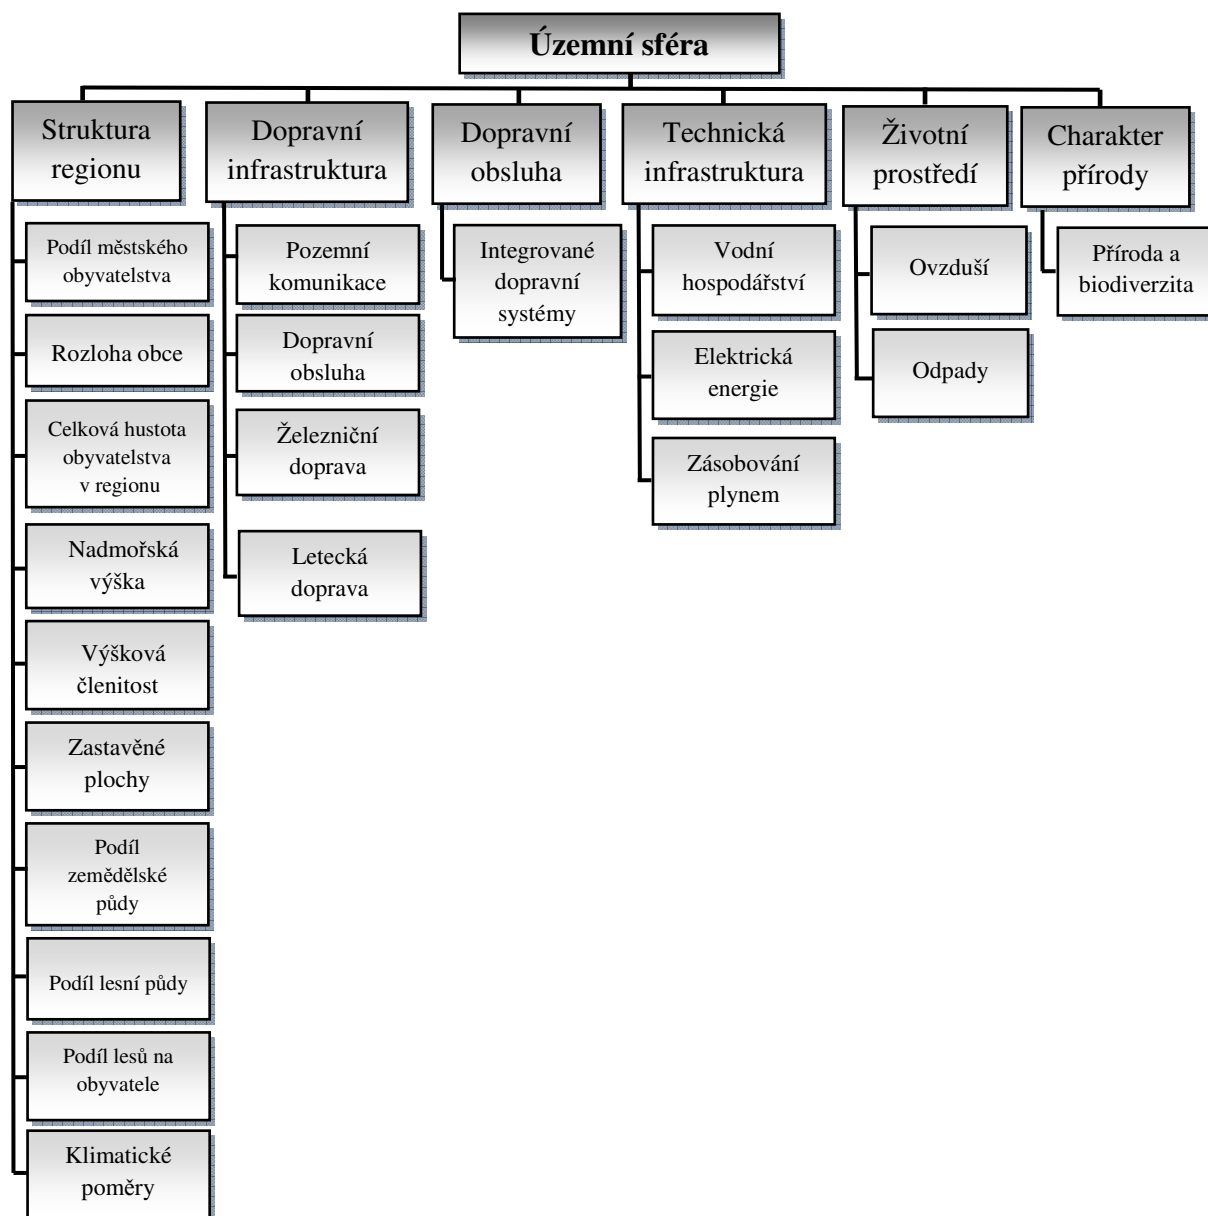 Územní sféra
Struktura
regionu
Dopravní
infrastruktura
Dopravní
obsluha
Technická
infrastruktura
Životní
prostředí
Charakter
přírody
Podíl městského
obyvatelstva
Rozloha obce
Celková hustota
obyvatelstva
v regionu
Nadmořská
výška
Výšková
členitost
Zastavěné
plochy
Podíl
zemědělské
půdy
Podíl lesní půdy
Podíl lesů na
obyvatele
Klimatické
poměry
Pozemní
komunikace
Dopravní
obsluha
Železniční
doprava
Letecká
doprava
Integrované
dopravní
systémy
Vodní
hospodářství
Elektrická
energie
Zásobování
plynem
Ovzduší
Odpady
Příroda a
biodiverzita